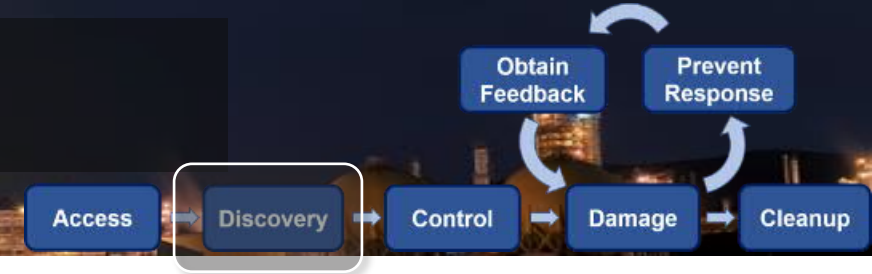 Obtain
Feedback
Prevent
Response
Access
Discovery
Control
Damage
Cleanup